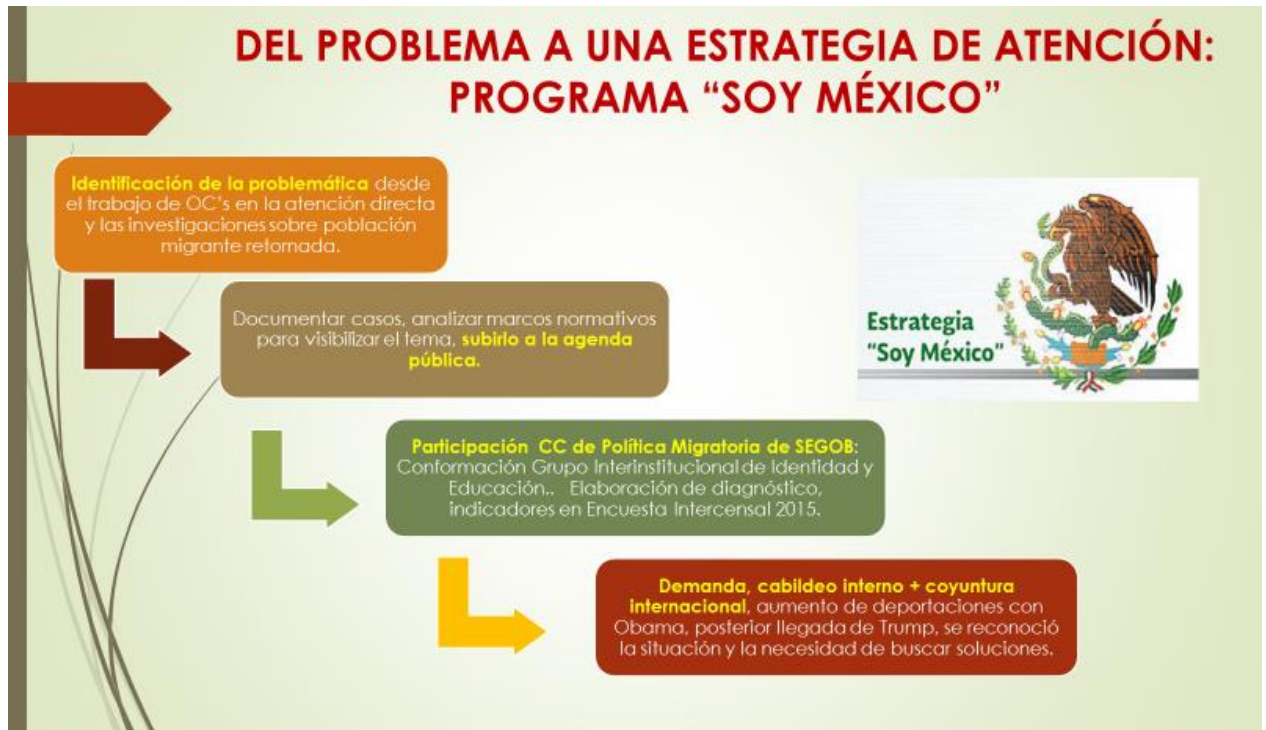 DEL PROBLEMA A UNA ESTRATEGIA DE ATENCIÓN:
PROGRAMA “SOY MÉXICO”
Identificación de la problemática desde
el trabajo de OC’s en la atención directa
y las investigaciones sobre población
migrante retornada.
Documentar casos, analizar marcos normativos
para visibilizar el tema, subirlo a la agenda
pública.
Estrategia
“Soy México”
Participación CC de Política Migratoria de SEGOB:
Conformación Grupo Interinstitucional de Identidad y
Educación.. Elaboración de diagnóstico,
indicadores en Encuesta Intercensal 2015.
Demanda, cabildeo interno + coyuntura
internacional, aumento de deportaciones con
Obama, posterior llegada de Trump, se reconoció
la situación y la necesidad de buscar soluciones.